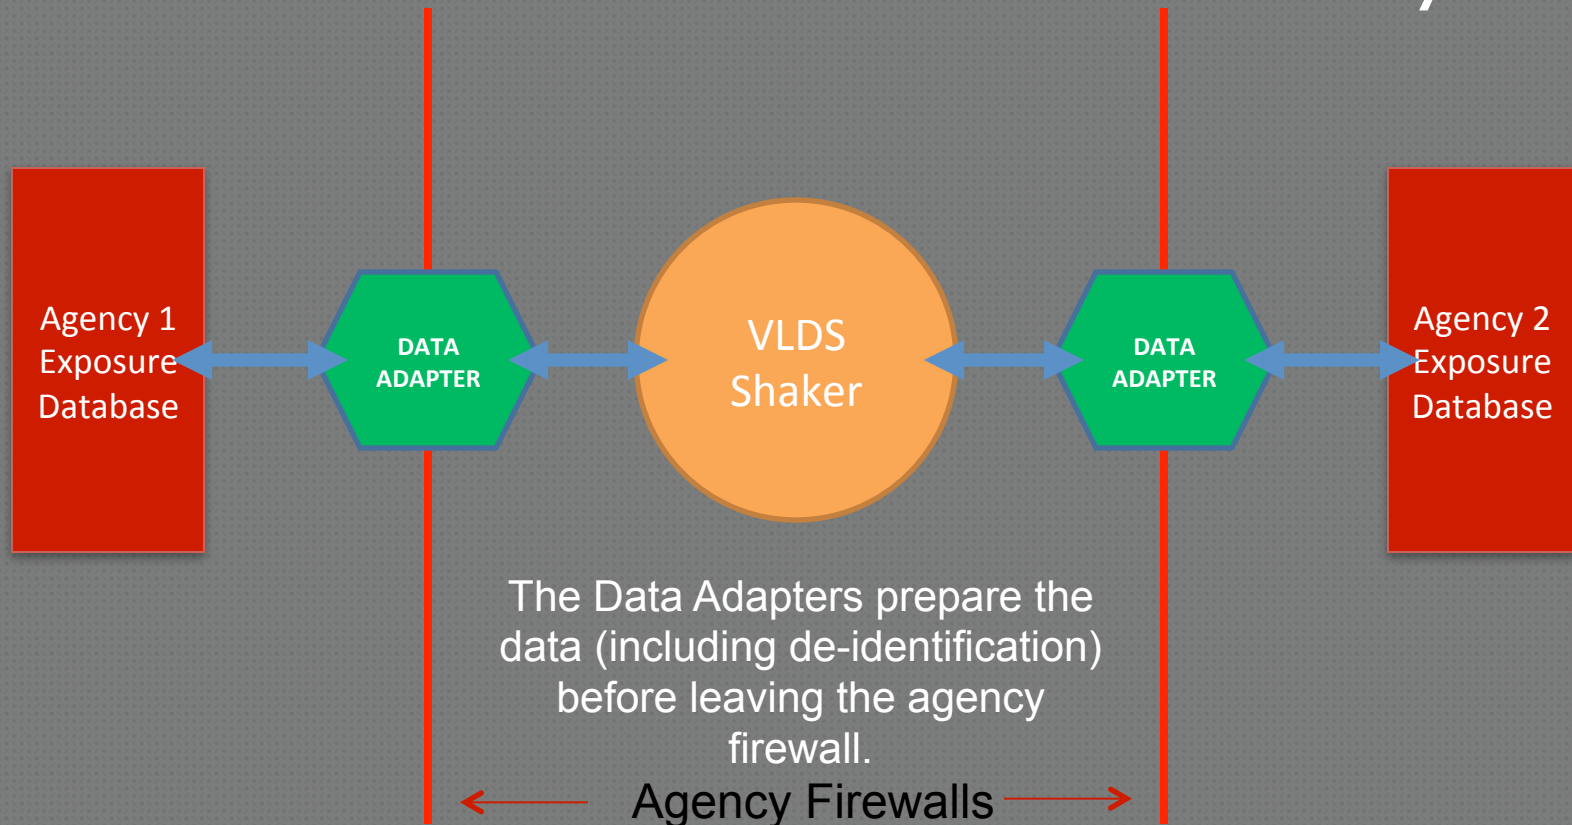 Agency 1
Exposure
Database
DATA
ADAPTER
VLDS
Shaker
DATA
ADAPTER
Agency 2
Exposure
Database
The Data Adapters prepare the
data (including de-identification)
before leaving the agency
firewall.
Agency Firewalls